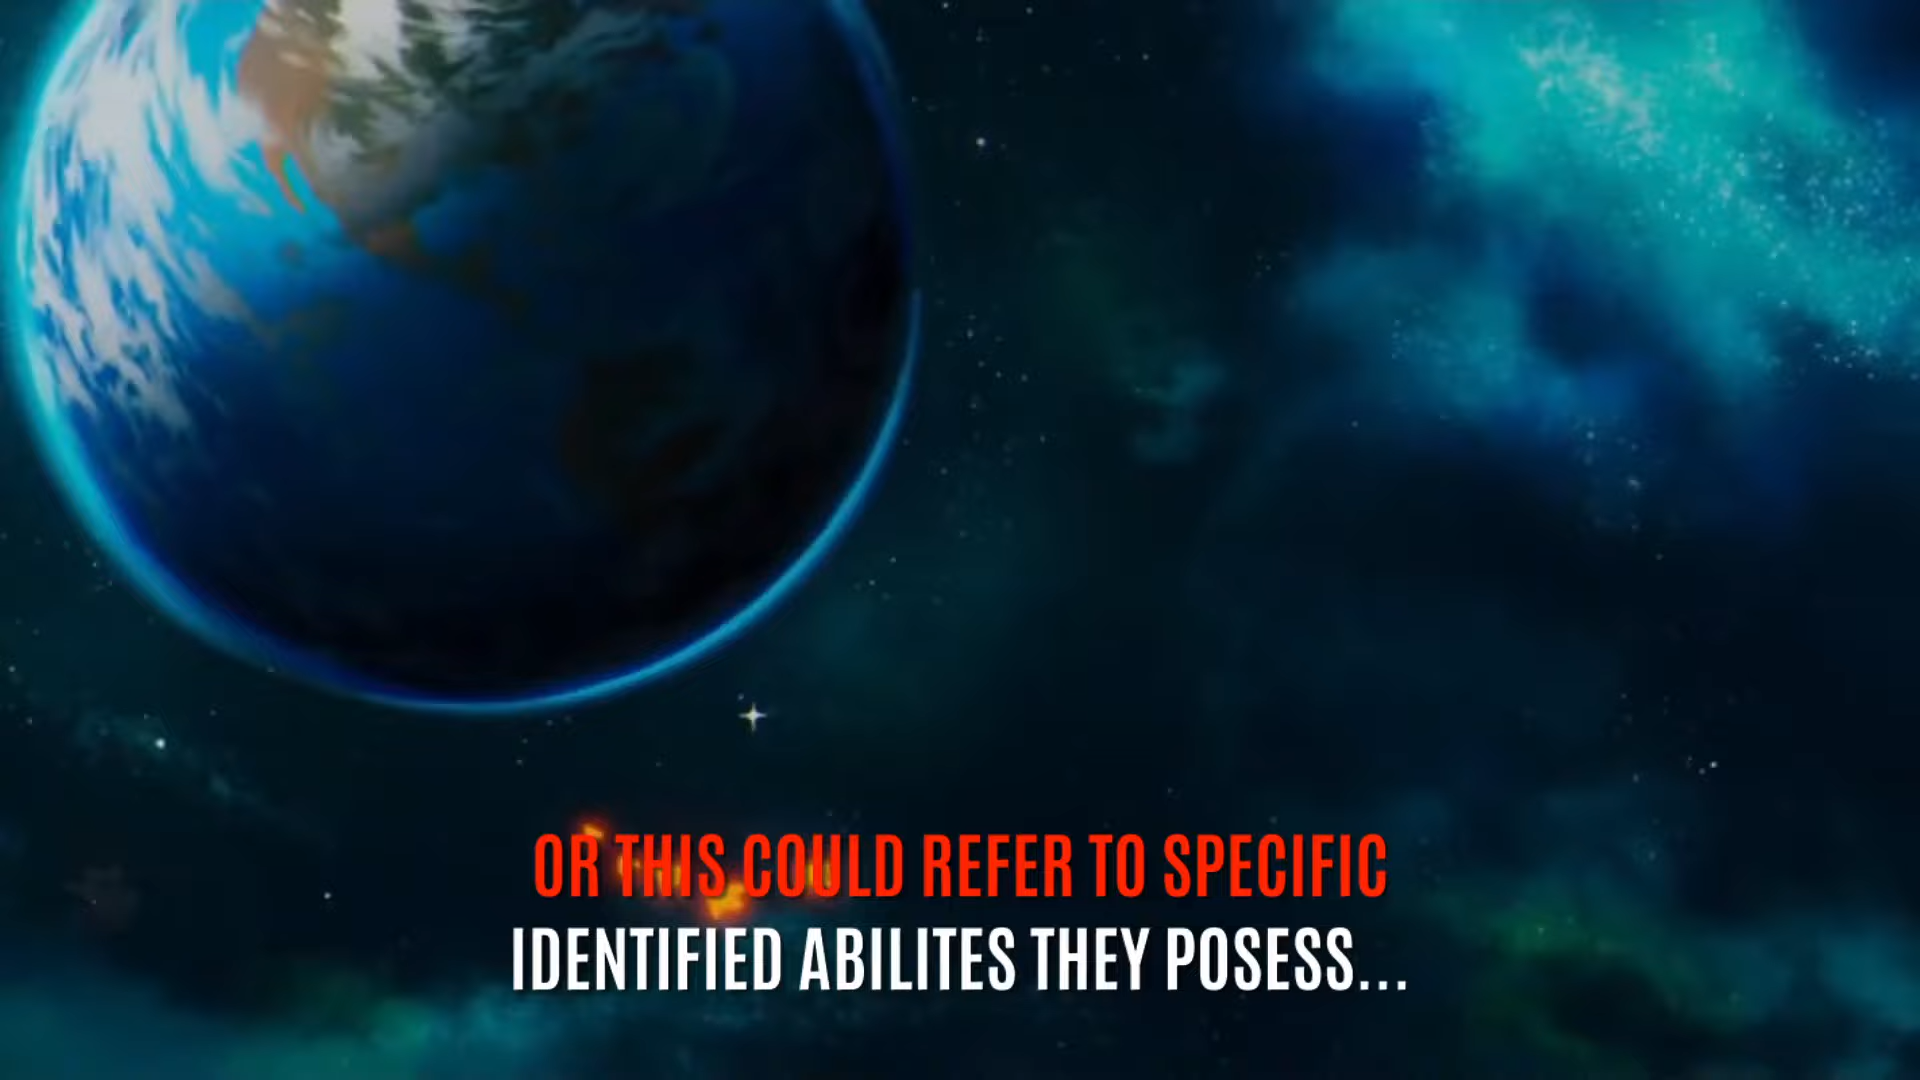 OR THIS COULD REFER TO SPECIFIC
IDENTIFIED ABILITES THEY POSESS...